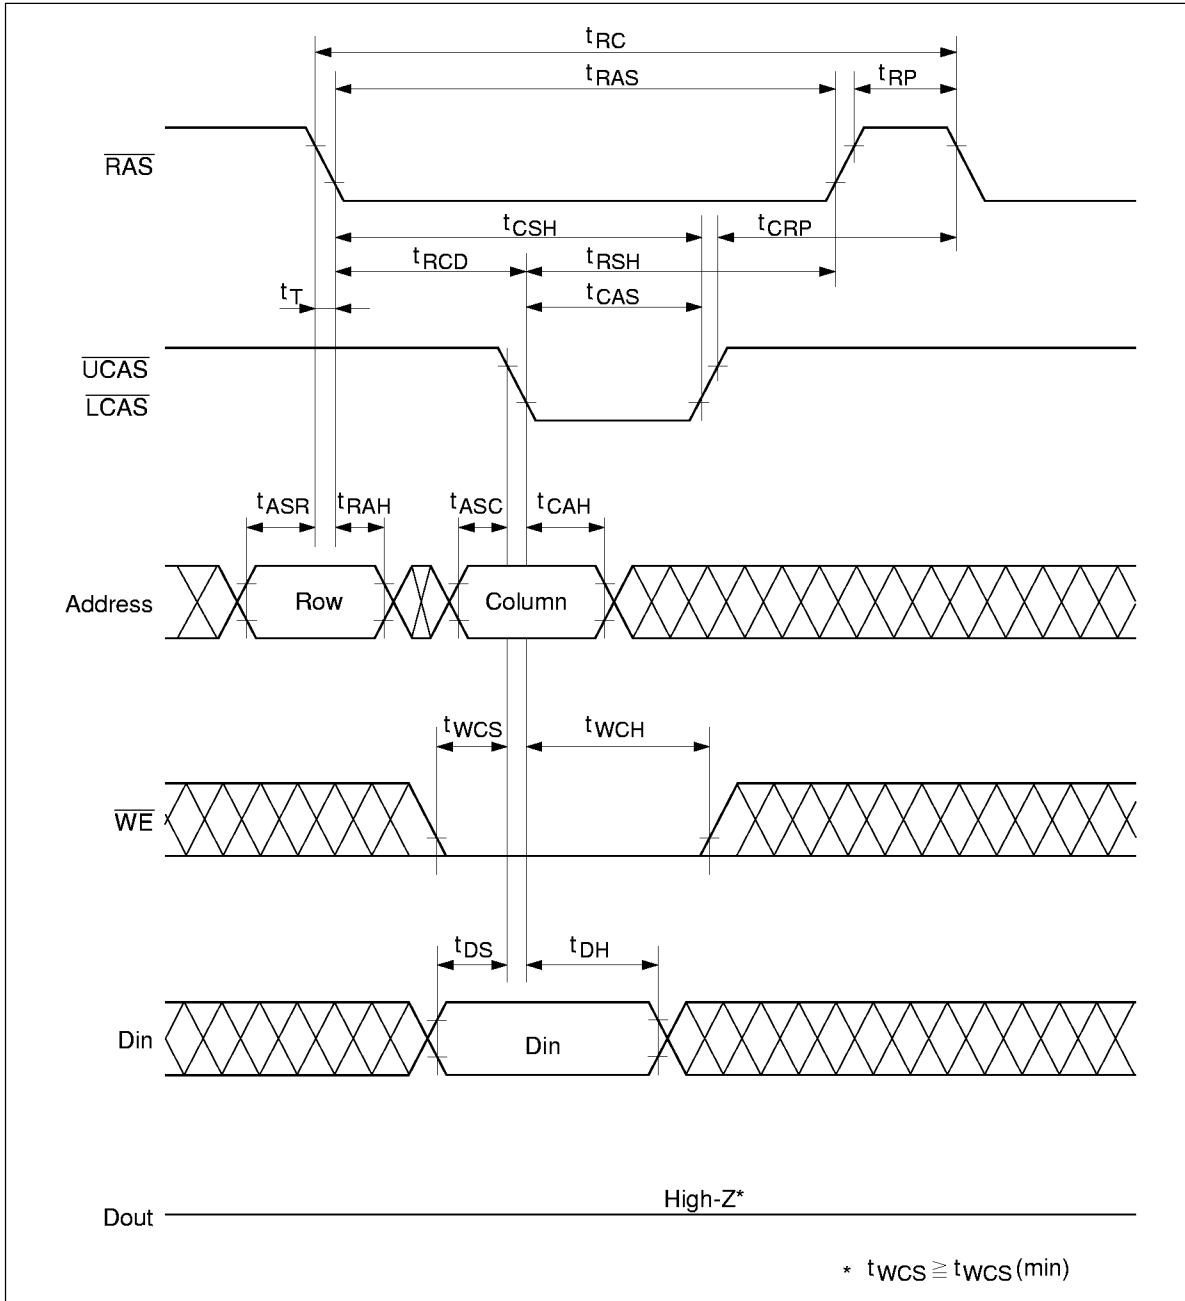 tRC
tRAS tRP
RAS
tCSH tCRP
tRCD tRSH
tT tCAS
UCAS
LCAS
tASR tRAH tASC tCAH
Address Row Column
tWCS tWCH
WE
tDS tDH
Din Din
High-Z*
Dout
* tWCS ≧ tWCS(min)